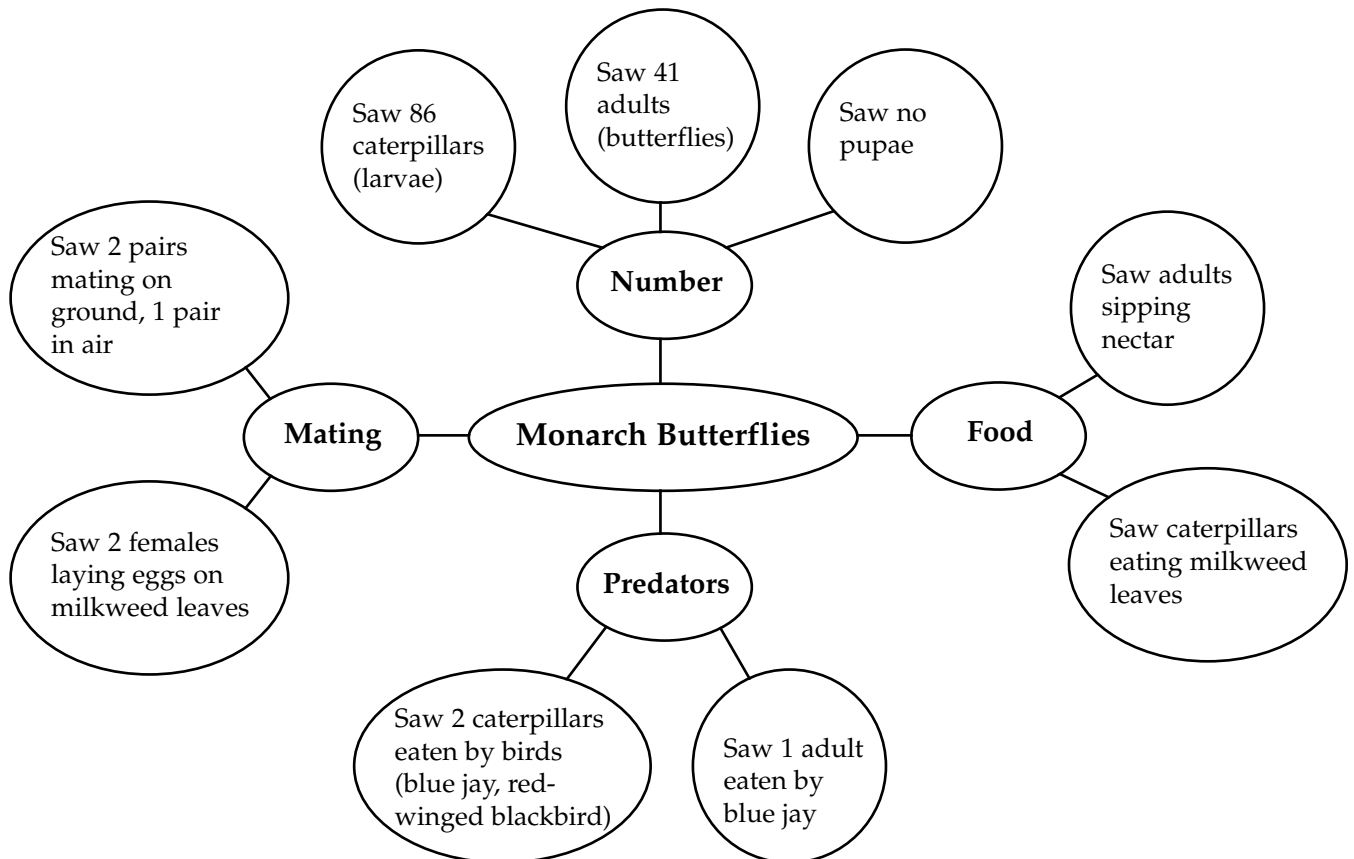 Saw 86
caterpillars
(larvae)
Saw 41
adults
(butterflies)
Saw no
pupae
Number
Saw 2 pairs
mating on
ground, 1 pair
in air
Saw adults
sipping
nectar
Mating
Monarch Butterflies
Food
Saw 2 females
laying eggs on
milkweed leaves
Saw caterpillars
eating milkweed
leaves
Predators
Saw 2 caterpillars
eaten by birds
(blue jay, red-
winged blackbird)
Saw 1 adult
eaten by
blue jay